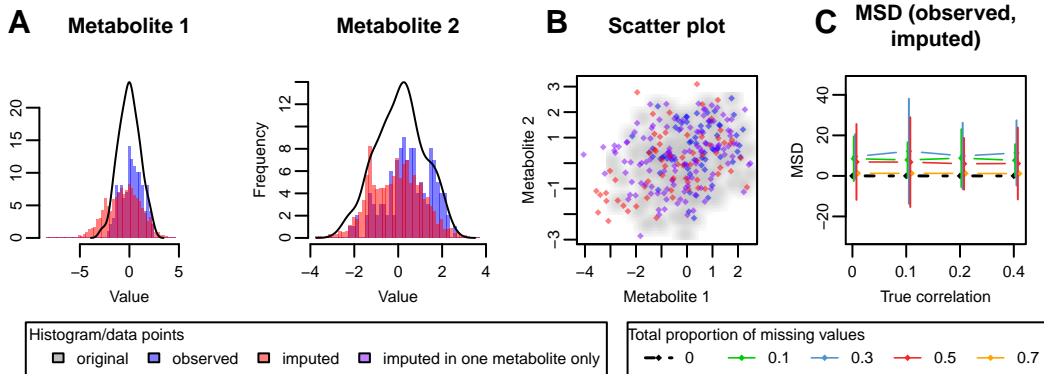 A
Metabolite 1
Metabolite 2
B
Scatter plot
C
MSD (observed,
imputed)
0
5
10
15
20
−5
0
5
Value
Frequency
0
2
4
6
8
12
−4
−2
0
2
4
Value
Metabolite 2
−3
−1
1
2
3
−4
−3
−2
−1
0
1
2
Metabolite 1
MSD
−20
0
20
40
0
0.1
0.2
0.4
True correlation
Histogram/data points
original observed imputed imputed in one metabolite only
Total proportion of missing values
0 0.1 0.3 0.5 0.7